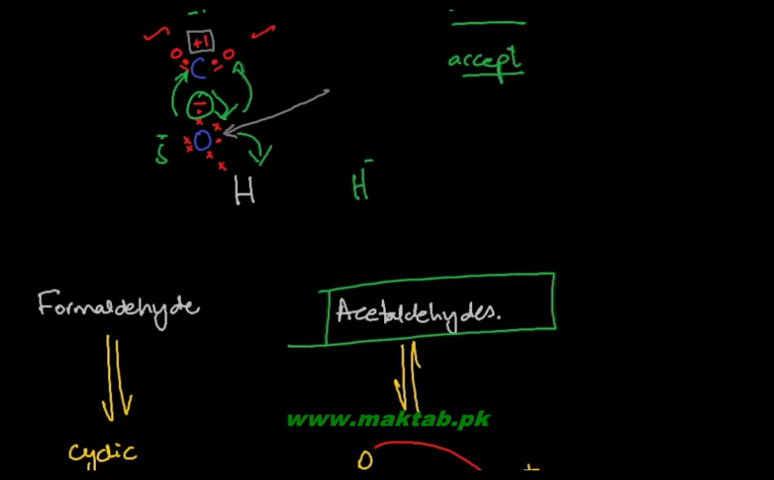 +1
C
accept
O
H H⁻
Formaldehyde Acetaldehydes.
www.maktab.pk
cyclic O +